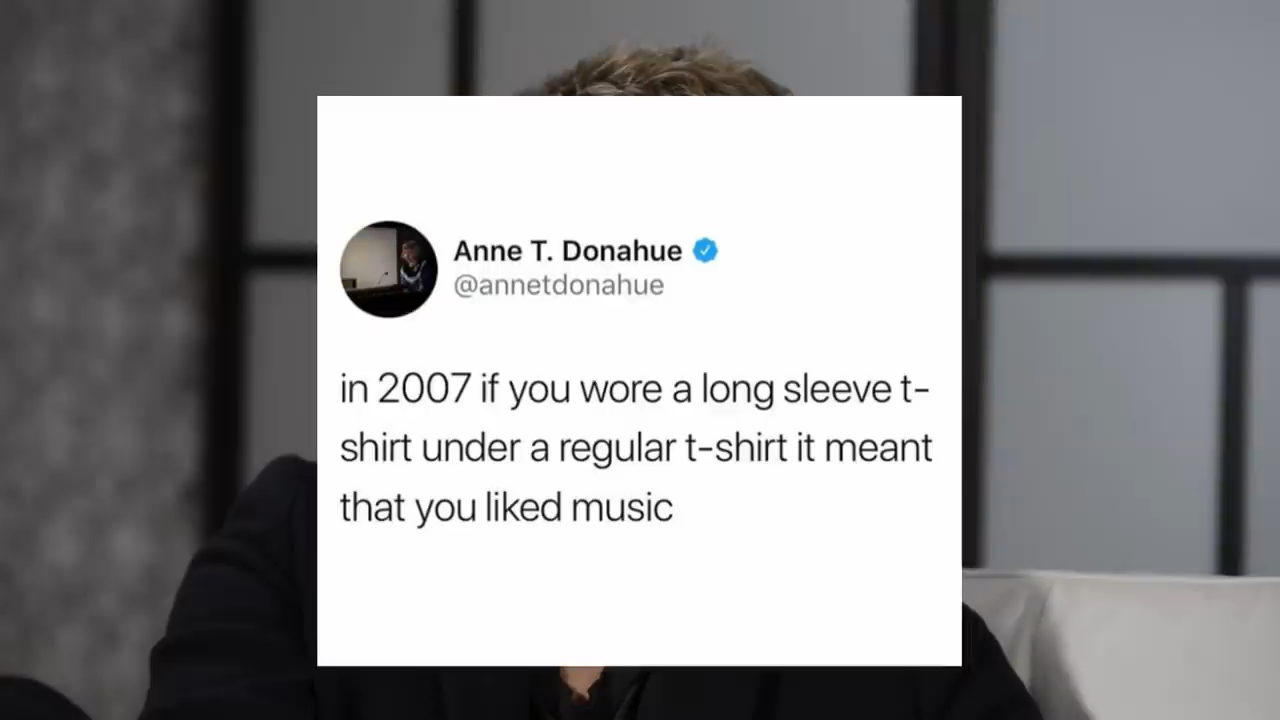 Anne T. Donahue
@annetdonahue
in 2007 if you wore a long sleeve t-
shirt under a regular t-shirt it meant
that you liked music